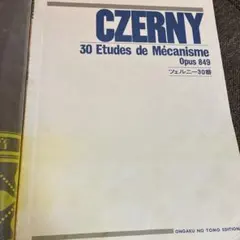 CZERNY
30 Etudes de Mécanisme
Opus 849
ツェルニー30番
ONGAKU NO TOMO EDITION